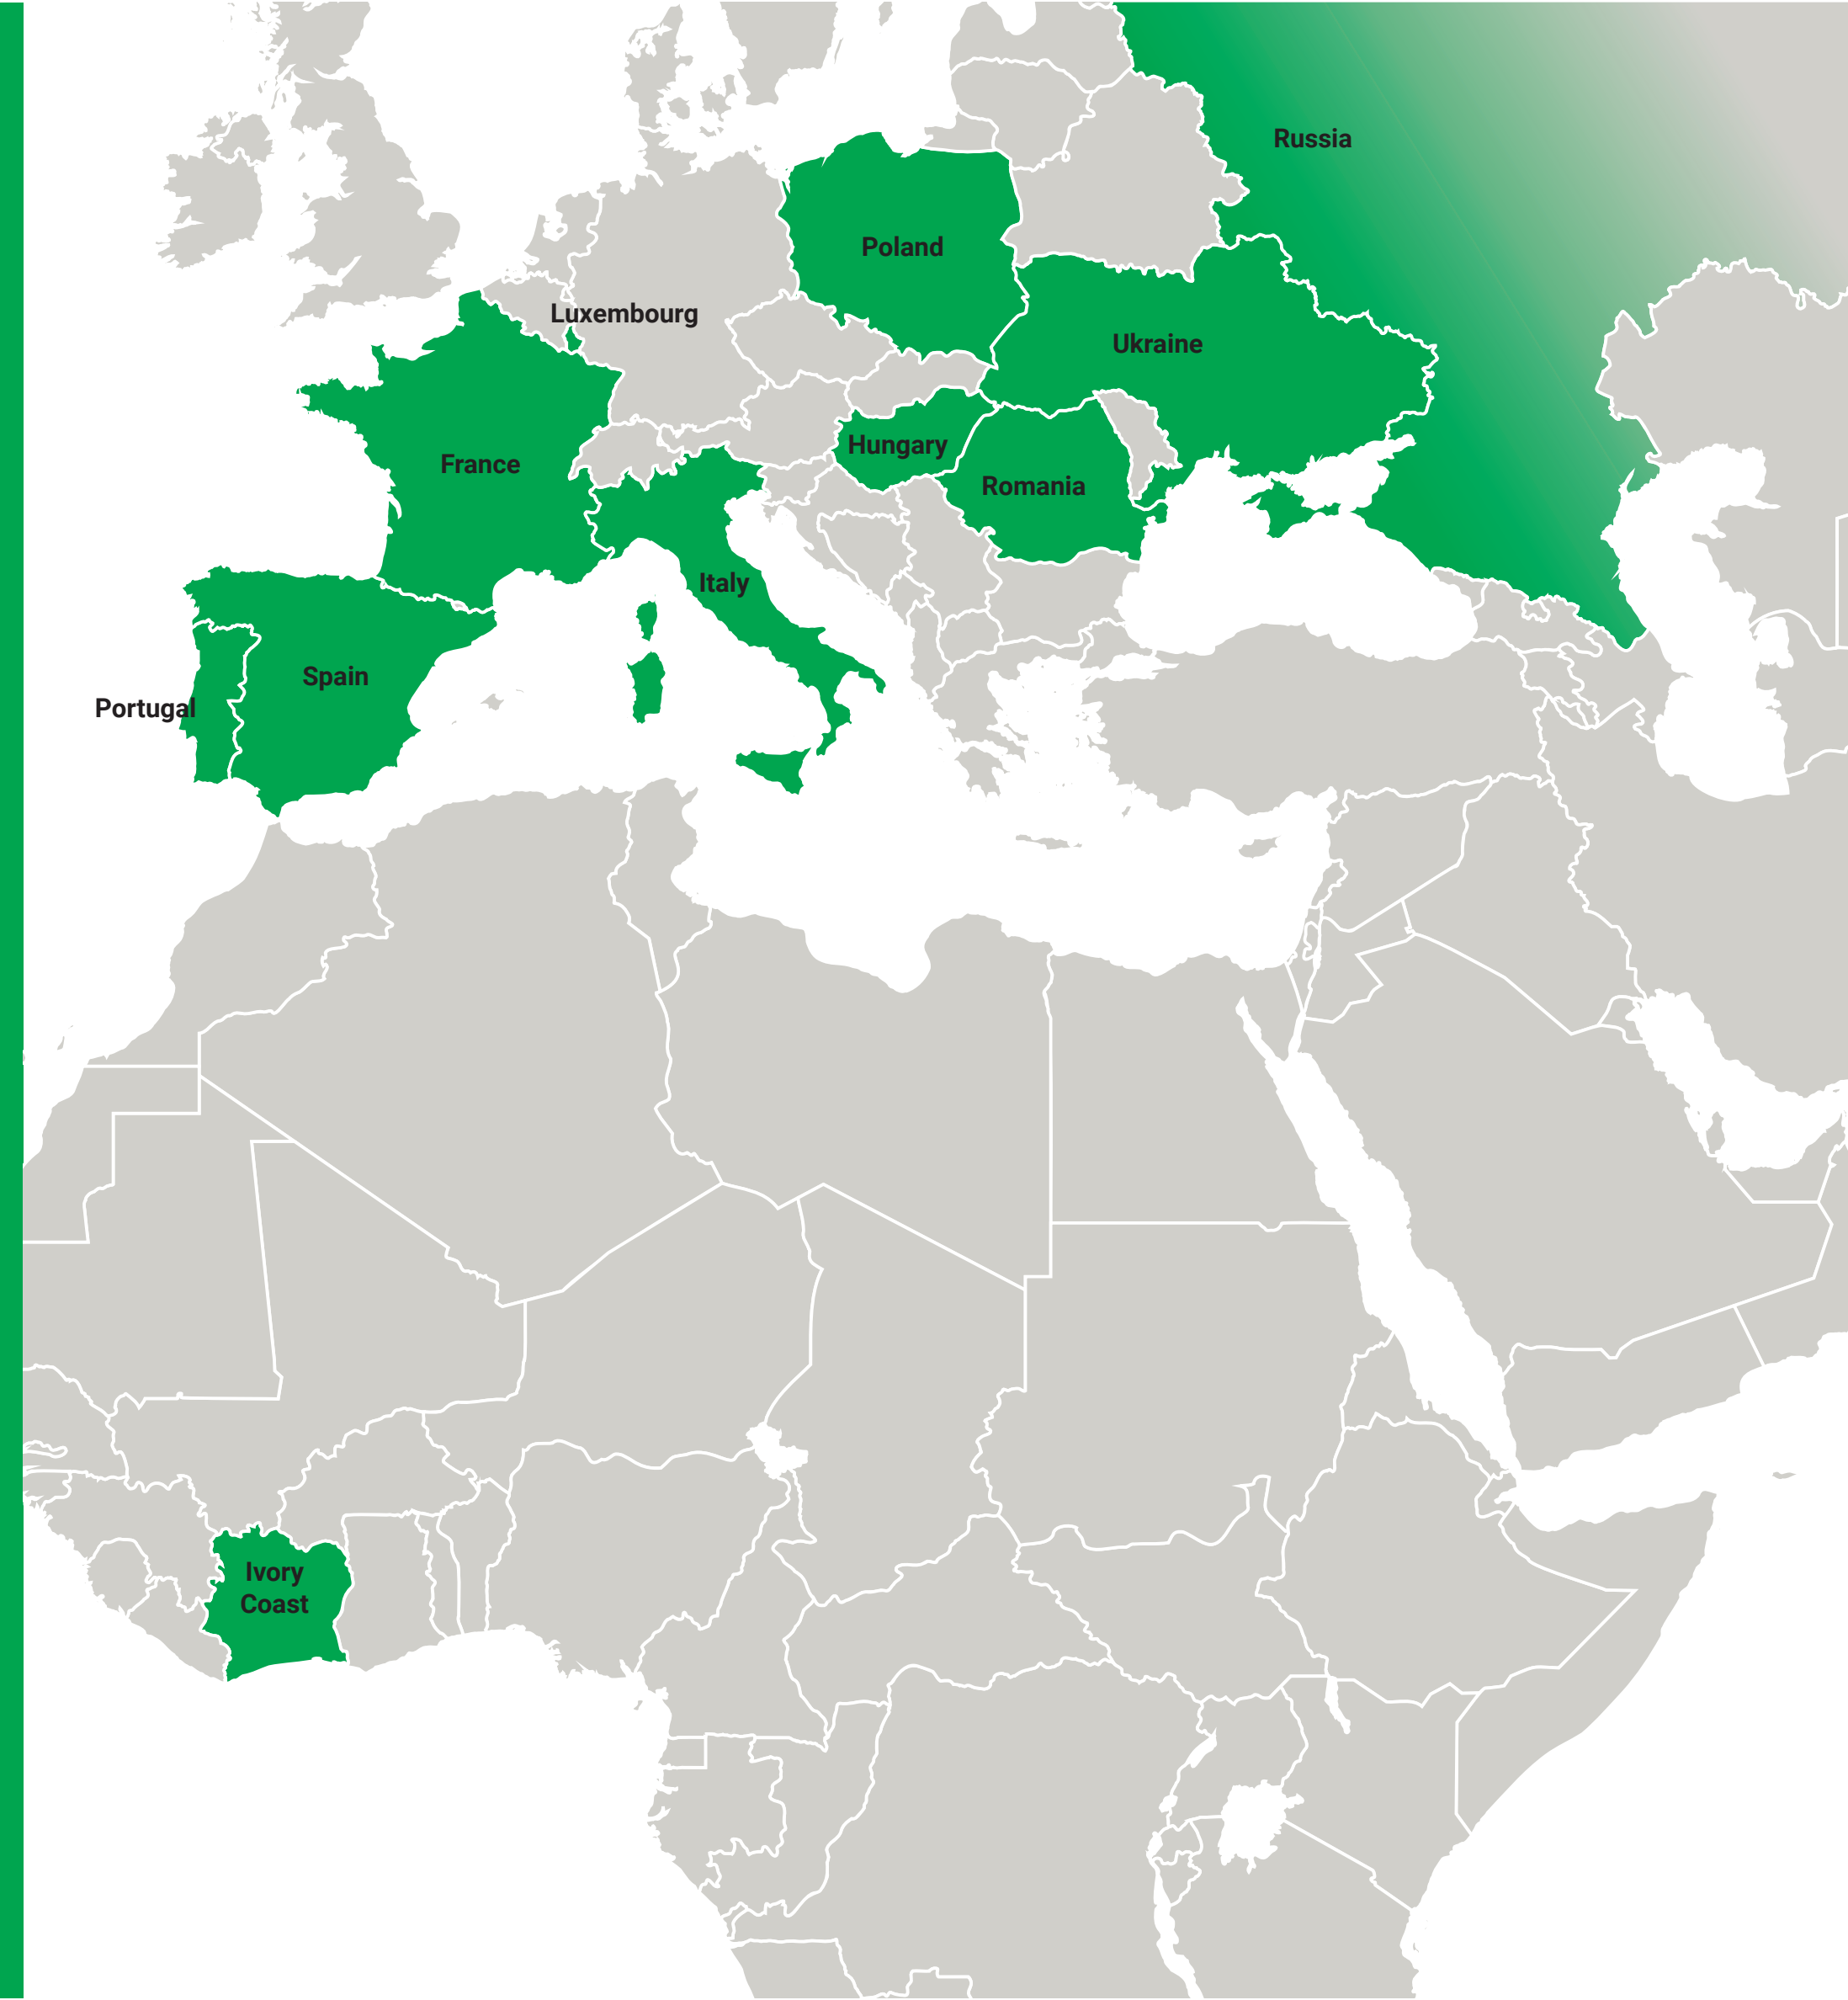 Russia
Poland
Luxembourg
Ukraine
Hungary
France
Romania
Italy
Spain
Portugal
Ivory
Coast